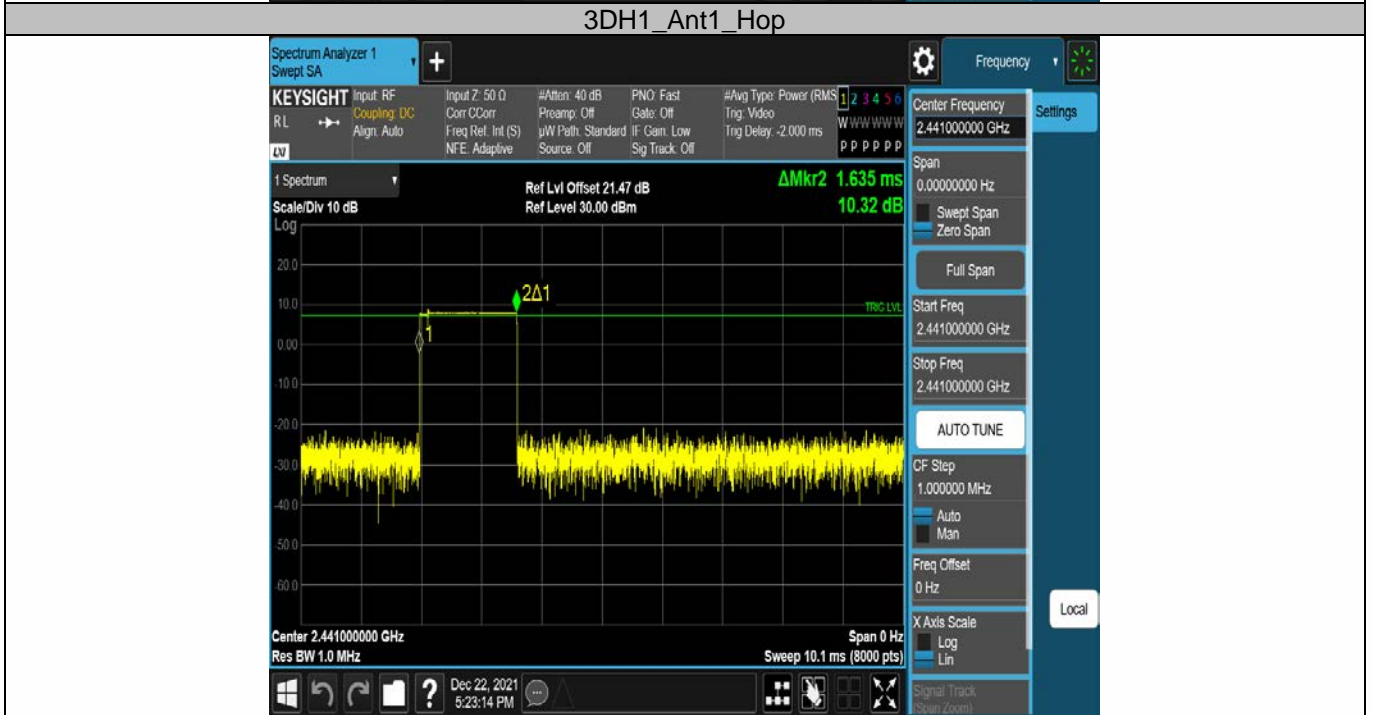 3DH1_Ant1_Hop
Spectrum Analyzer 1
Swept SA
+
Frequency
KEYSIGHT
RL
LXI
Input: RF
Coupling: DC
Align: Auto
Input Z: 50 Ω
Corr CCorr
Freq Ref: Int (S)
NFE: Adaptive
#Atten: 40 dB
Preamp: Off
µW Path: Standard
Source: Off
PNO: Fast
Gate: Off
IF Gain: Low
Sig Track: Off
#Avg Type: Power (RMS
Trig: Video
Trig Delay: -2.000 ms
1 2 3 4 5 6
W W W W W W
P P P P P P
1 Spectrum
Scale/Div 10 dB
Ref Lvl Offset 21.47 dB
Ref Level 30.00 dBm
ΔMkr2 1.635 ms
10.32 dB
Log
20.0
10.0
0.00
-10.0
-20.0
-30.0
-40.0
-50.0
-60.0
2Δ1
1
TRIG LVL
Center 2.441000000 GHz
Res BW 1.0 MHz
Span 0 Hz
Sweep 10.1 ms (8000 pts)
Center Frequency
2.441000000 GHz
Settings
Span
0.00000000 Hz
Swept Span
Zero Span
Full Span
Start Freq
2.441000000 GHz
Stop Freq
2.441000000 GHz
AUTO TUNE
CF Step
1.000000 MHz
Auto
Man
Freq Offset
0 Hz
X Axis Scale
Log
Lin
Local
Signal Track
(Span Zoom)
?
Dec 22, 2021
5:23:14 PM